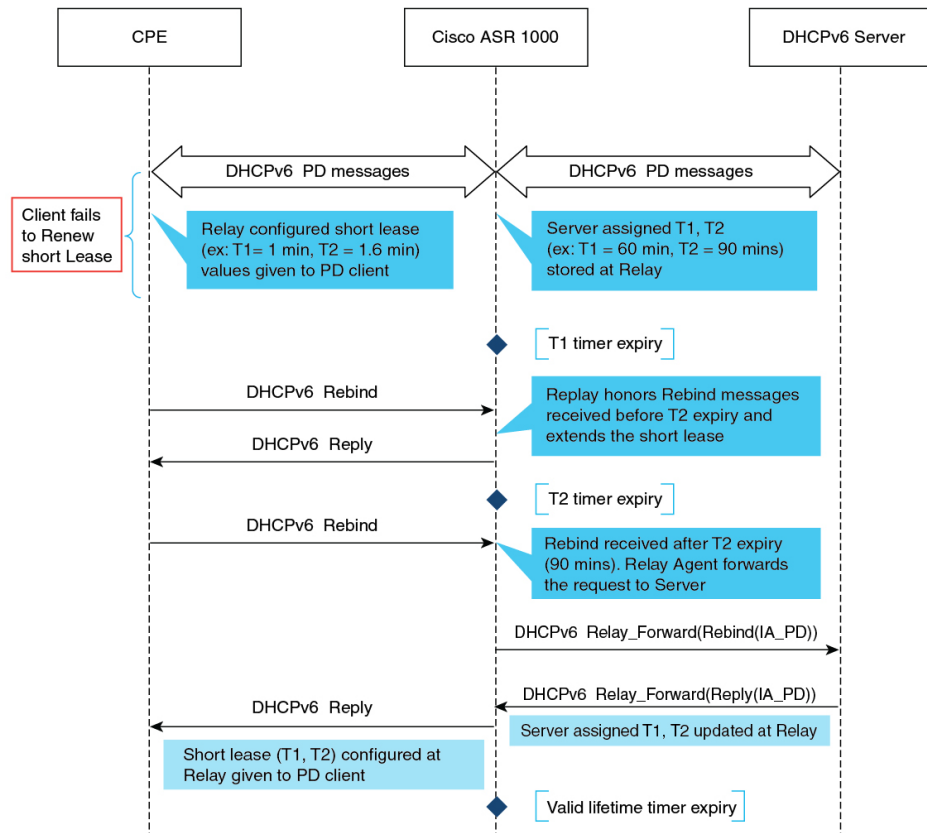 CPE
Cisco ASR 1000
DHCPv6 Server
DHCPv6 PD messages
DHCPv6 PD messages
Client fails
to Renew
short Lease
Relay configured short lease
(ex: T1= 1 min, T2 = 1.6 min)
values given to PD client
Server assigned T1, T2
(ex: T1 = 60 min, T2 = 90 mins)
stored at Relay
T1 timer expiry
DHCPv6 Rebind
Replay honors Rebind messages
received before T2 expiry and
extends the short lease
DHCPv6 Reply
T2 timer expiry
DHCPv6 Rebind
Rebind received after T2 expiry
(90 mins). Relay Agent forwards
the request to Server
DHCPv6 Relay_Forward(Rebind(IA_PD))
DHCPv6 Relay_Forward(Reply(IA_PD))
DHCPv6 Reply
Server assigned T1, T2 updated at Relay
Short lease (T1, T2) configured at
Relay given to PD client
Valid lifetime timer expiry